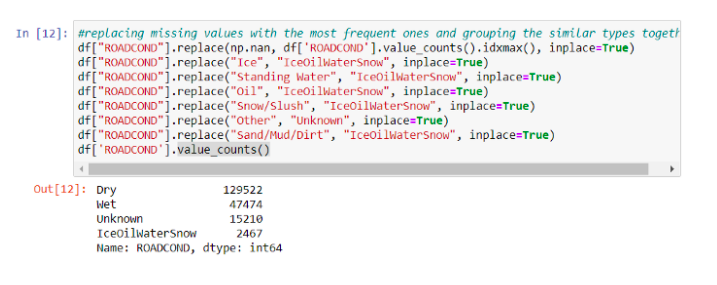 In [12]: #replacing missing values with the most frequent ones and grouping the similar types togeth
df["ROADCOND"].replace(np.nan, df['ROADCOND'].value_counts().idxmax(), inplace=True)
df["ROADCOND"].replace("Ice", "IceOilWaterSnow", inplace=True)
df["ROADCOND"].replace("Standing Water", "IceOilWaterSnow", inplace=True)
df["ROADCOND"].replace("Oil", "IceOilWaterSnow", inplace=True)
df["ROADCOND"].replace("Snow/Slush", "IceOilWaterSnow", inplace=True)
df["ROADCOND"].replace("Other", "Unknown", inplace=True)
df["ROADCOND"].replace("Sand/Mud/Dirt", "IceOilWaterSnow", inplace=True)
df['ROADCOND'].value_counts()
Out[12]: Dry 129522
Wet 47474
Unknown 15210
IceOilWaterSnow 2467
Name: ROADCOND, dtype: int64